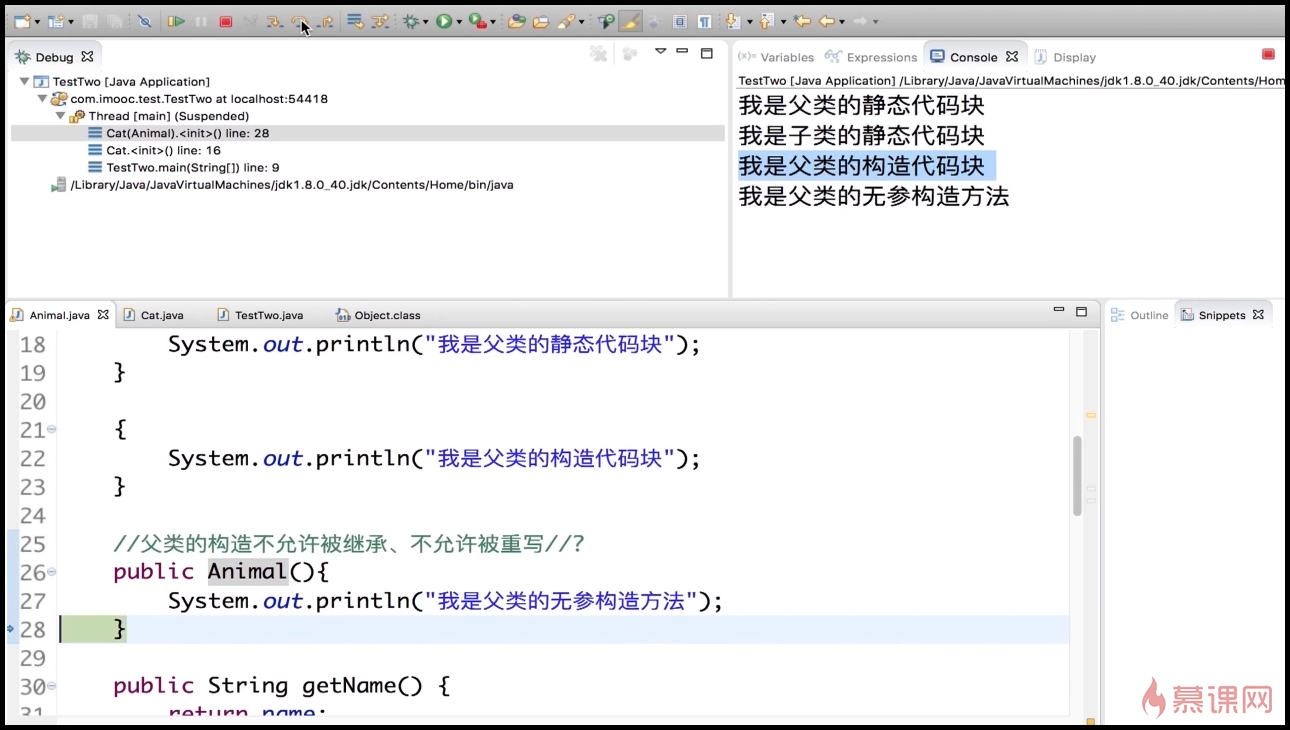 Debug
TestTwo [Java Application]
com.imooc.test.TestTwo at localhost:54418
Thread [main] (Suspended)
Cat(Animal).<init>() line: 28
Cat.<init>() line: 16
TestTwo.main(String[]) line: 9
/Library/Java/JavaVirtualMachines/jdk1.8.0_40.jdk/Contents/Home/bin/java
(x)= Variables Expressions Console Display
TestTwo [Java Application] /Library/Java/JavaVirtualMachines/jdk1.8.0_40.jdk/Contents/Hom
我是父类的静态代码块
我是子类的静态代码块
我是父类的构造代码块
我是父类的无参构造方法
Animal.java Cat.java TestTwo.java Object.class
18 System.out.println("我是父类的静态代码块");
19 }
20
21 {
22 System.out.println("我是父类的构造代码块");
23 }
24
25 //父类的构造不允许被继承、不允许被重写//?
26 public Animal(){
27 System.out.println("我是父类的无参构造方法");
28 }
29
30 public String getName() {
31 return name;
Outline Snippets
慕课网